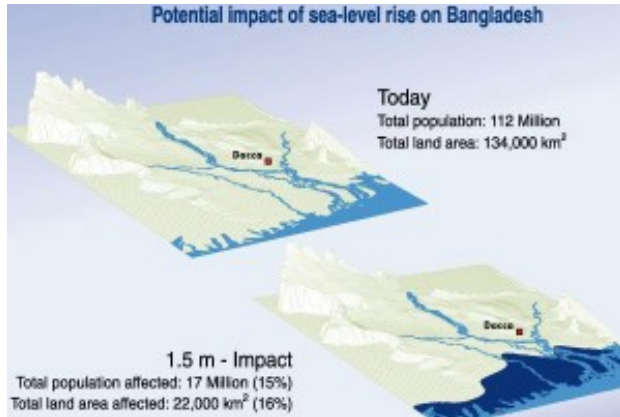 Potential impact of sea-level rise on Bangladesh
Today
Total population: 112 Million
Total land area: 134,000 km²
Dacca
Dacca
1.5 m - Impact
Total population affected: 17 Million (15%)
Total land area affected: 22,000 km² (16%)